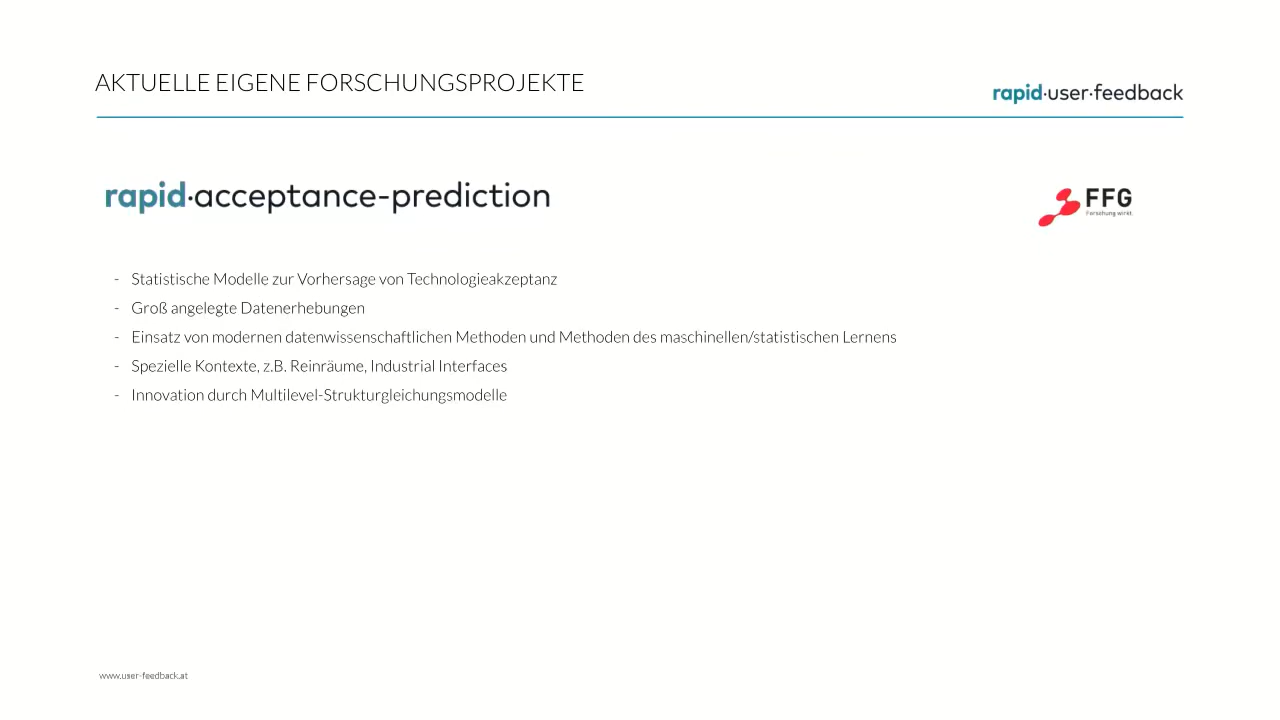 AKTUELLE EIGENE FORSCHUNGSPROJEKTE
rapid·user·feedback
rapid·acceptance-prediction
FFG
Forschung wirkt.
- Statistische Modelle zur Vorhersage von Technologieakzeptanz
- Groß angelegte Datenerhebungen
- Einsatz von modernen datenwissenschaftlichen Methoden und Methoden des maschinellen/statistischen Lernens
- Spezielle Kontexte, z.B. Reinräume, Industrial Interfaces
- Innovation durch Multilevel-Strukturgleichungsmodelle
www.user-feedback.at